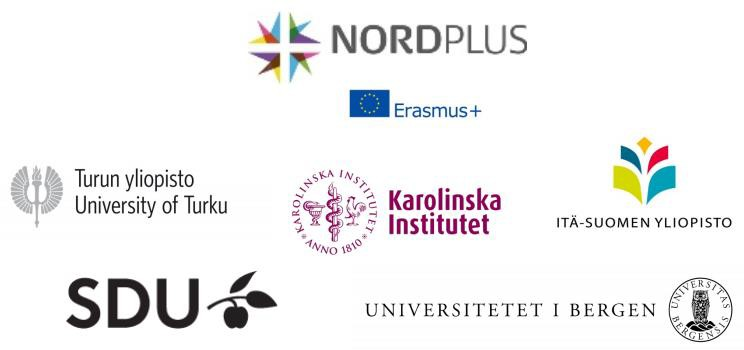 NORDPLUS
Erasmus+
Turun yliopisto
University of Turku
KAROLINSKA INSTITUTET
ANNO 1810
Karolinska
Institutet
ITÄ-SUOMEN YLIOPISTO
SDU
UNIVERSITETET I BERGEN
UNIVERSITAS BERGENSIS